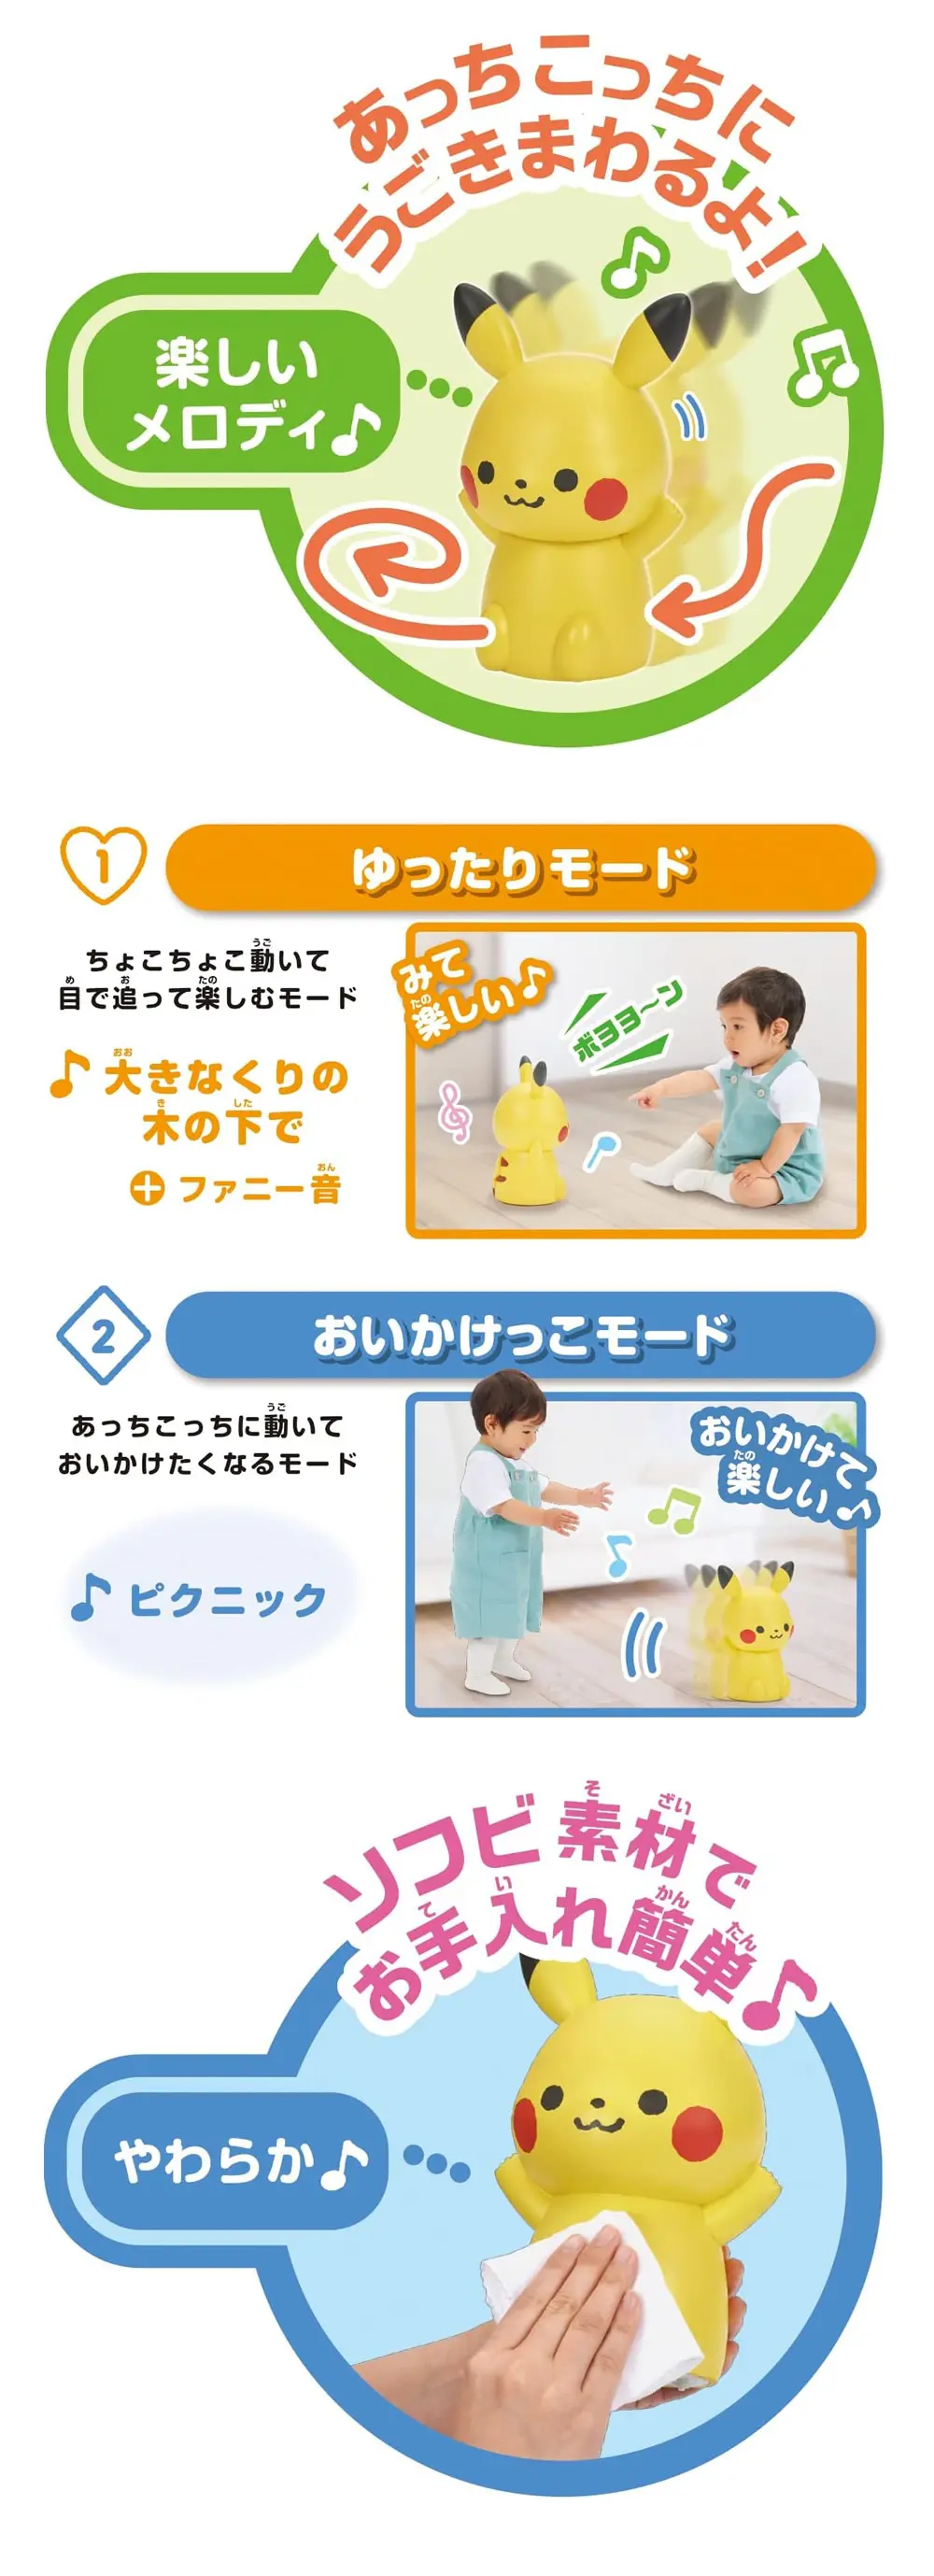 あっちこっちに
うごきまわるよ!
楽しい
メロディ♪
1
ゆったりモード
ちょこちょこ動いて
目で追って楽しむモード
♪大きなくりの
木の下で
+ファニー音
みて
楽しい♪
ボヨヨ〜ン
2
おいかけっこモード
あっちこっちに動いて
おいかけたくなるモード
♪ピクニック
おいかけて
楽しい♪
ソフビ素材で
お手入れ簡単♪
やわらか♪